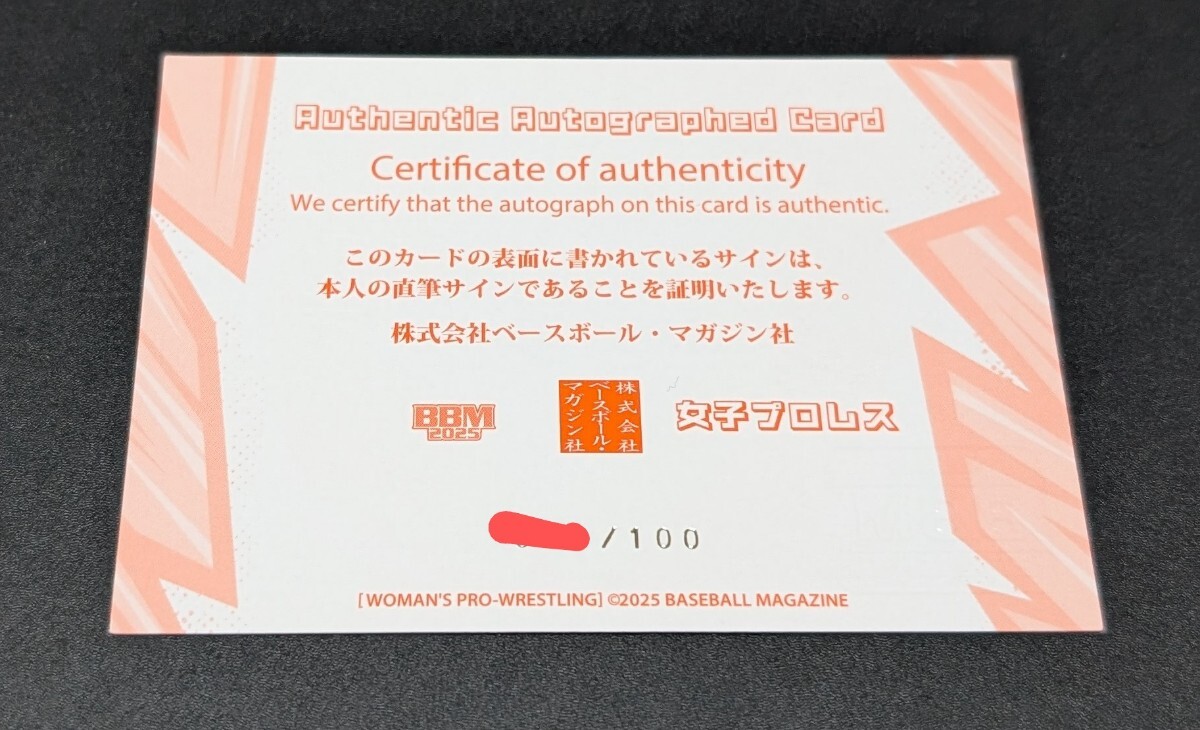 Authentic Autographed Card
Certificate of authenticity
We certify that the autograph on this card is authentic.
このカードの表面に書かれているサインは、
本人の直筆サインであることを証明いたします。
株式会社ベースボール・マガジン社
BBM
2025
株式会社
ベースボール・
マガジン社
女子プロレス
/100
[WOMAN'S PRO-WRESTLING] ©2025 BASEBALL MAGAZINE